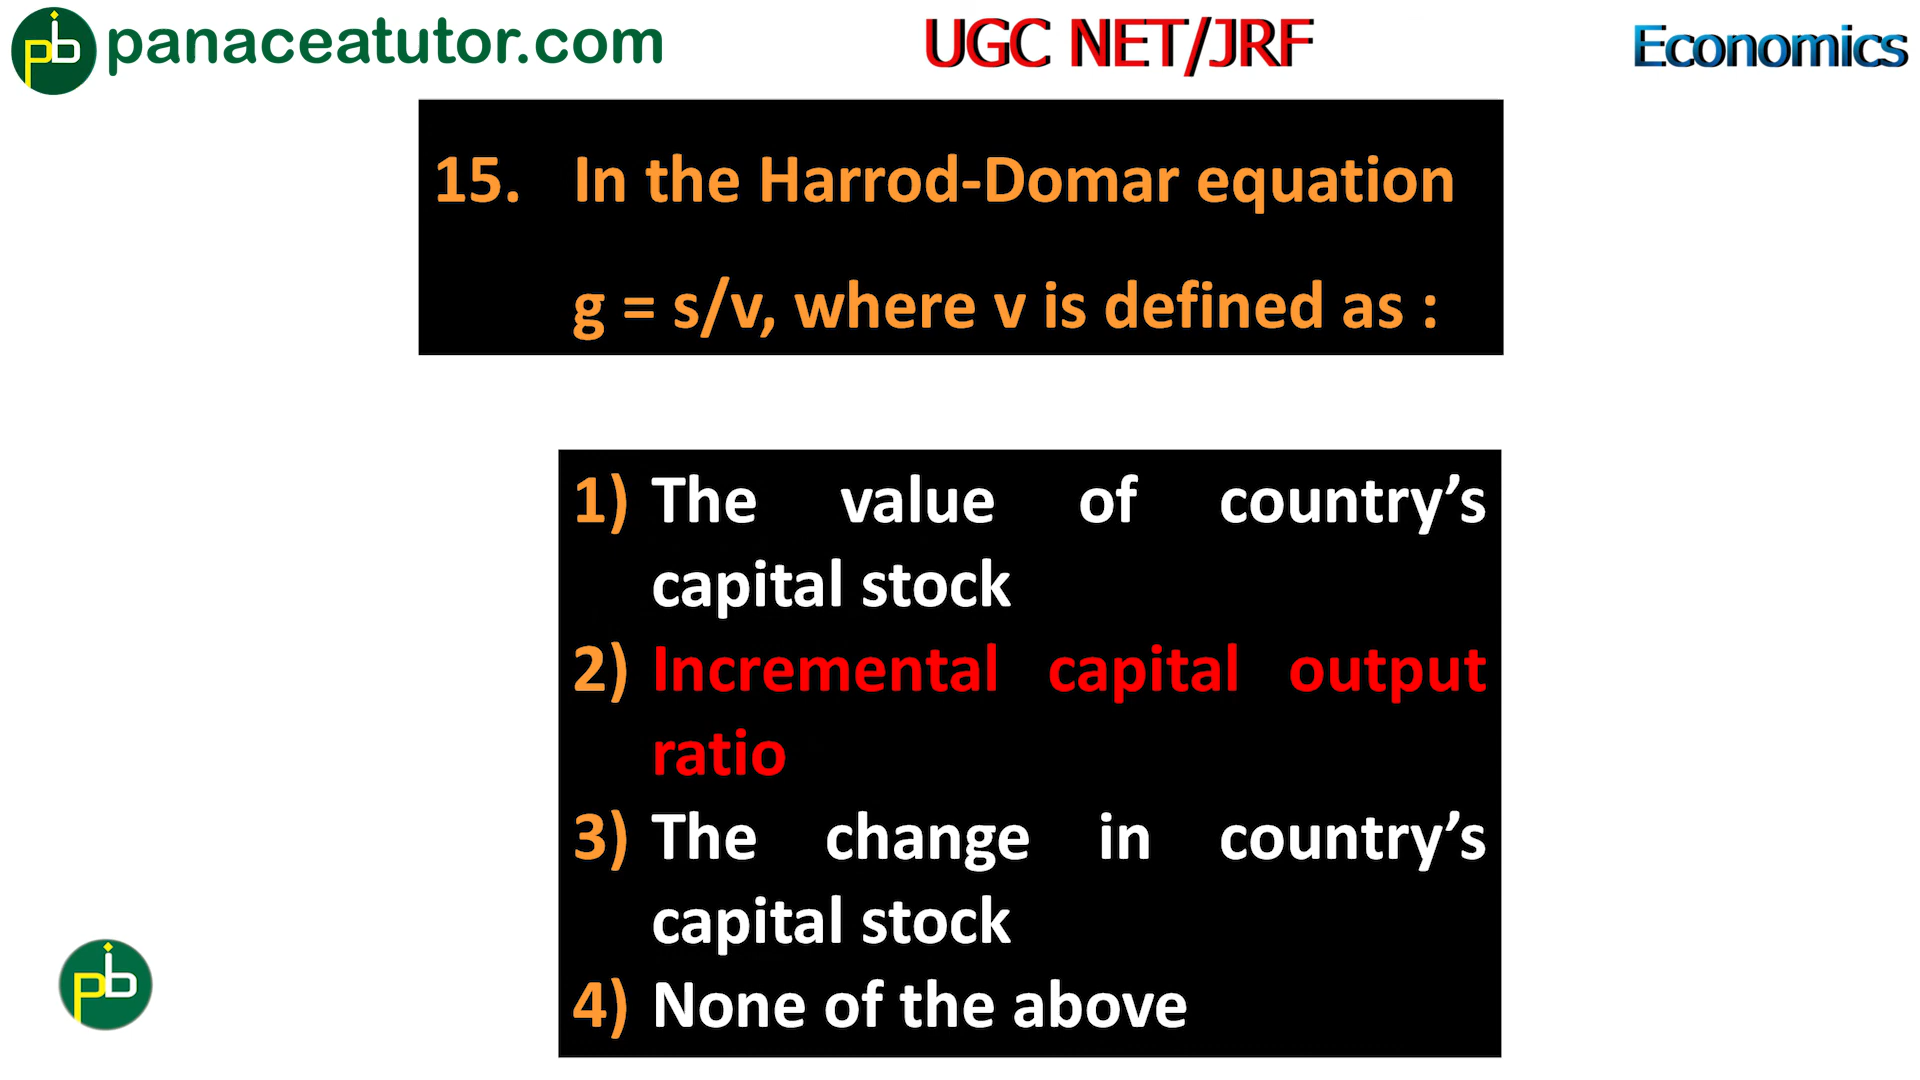 pb panaceatutor.com
UGC NET/JRF
Economics
15. In the Harrod-Domar equation
g = s/v, where v is defined as :
1) The value of country’s
capital stock
2) Incremental capital output
ratio
3) The change in country’s
capital stock
4) None of the above
pb